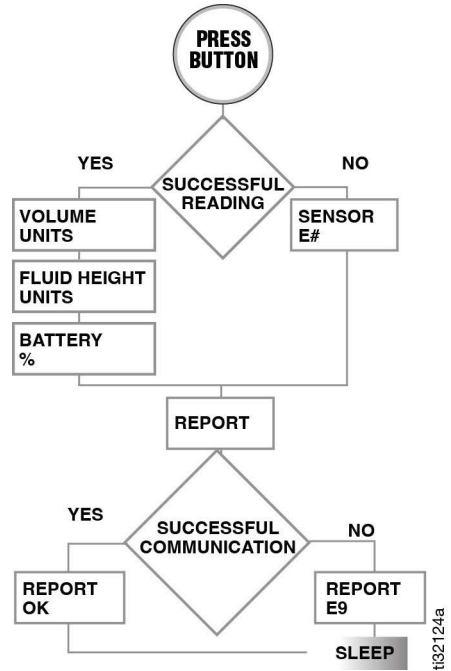 PRESS
BUTTON
YES
NO
SUCCESSFUL
READING
VOLUME
UNITS
SENSOR
E#
FLUID HEIGHT
UNITS
BATTERY
%
REPORT
YES
SUCCESSFUL
COMMUNICATION
NO
REPORT
OK
REPORT
E9
SLEEP
ti32124a